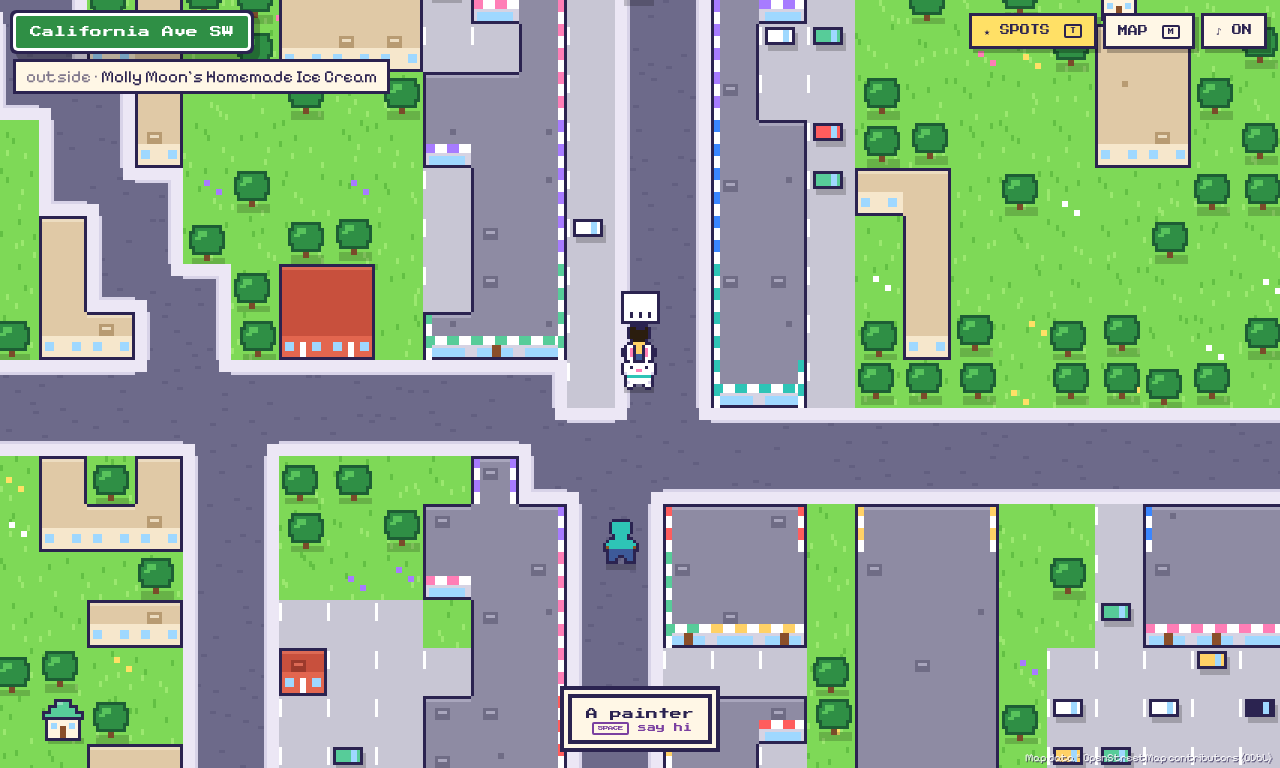 California Ave SW
outside · Molly Moon's Homemade Ice Cream
★ SPOTS T
MAP M
♪ ON
...
A painter
SPACE say hi
Map data © OpenStreetMap contributors (ODbL)